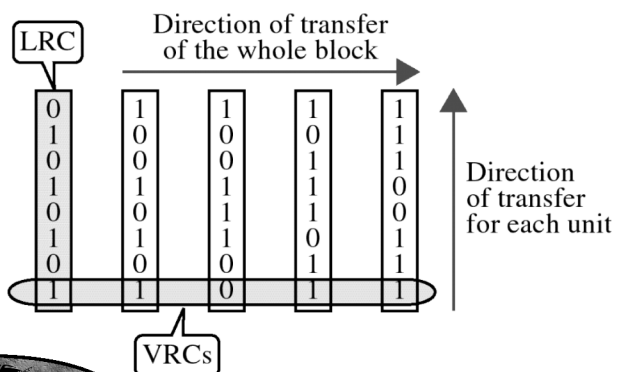 LRC
Direction of transfer
of the whole block
0 1 1 1 1
1 0 0 0 1
0 0 0 1 1
1 1 1 1 0
0 0 1 1 0
1 1 1 0 1
0 0 0 1 1
1 1 0 1 1
Direction
of transfer
for each unit
VRCs